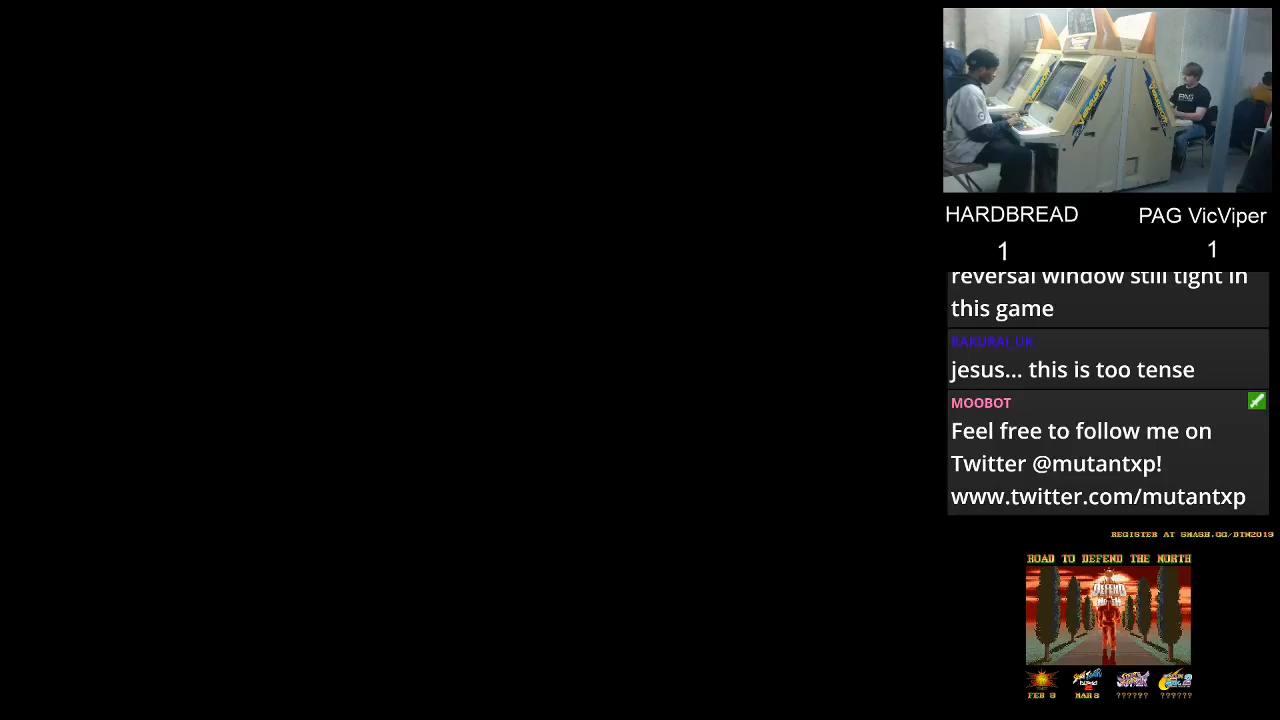 HARDBREAD
PAG VicViper
1
1
reversal window still tight in
this game
RAKURAI_UK
jesus... this is too tense
MOOBOT
Feel free to follow me on
Twitter @mutantxp!
www.twitter.com/mutantxp
REGISTER AT SMASH.GG/DTN2019
ROAD TO DEFEND THE NORTH
DEFEND
FEB 9
MAR 9
??????
??????